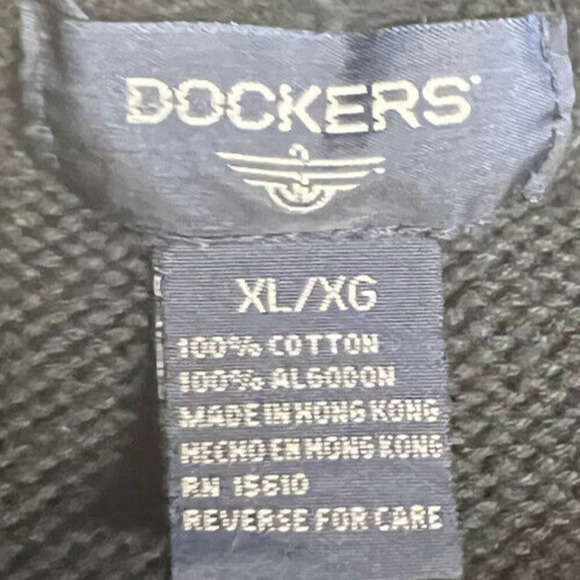 DOCKERS
XL/XG
100% COTTON
100% ALGODON
MADE IN HONG KONG
HECHO EN HONG KONG
RN 15610
REVERSE FOR CARE